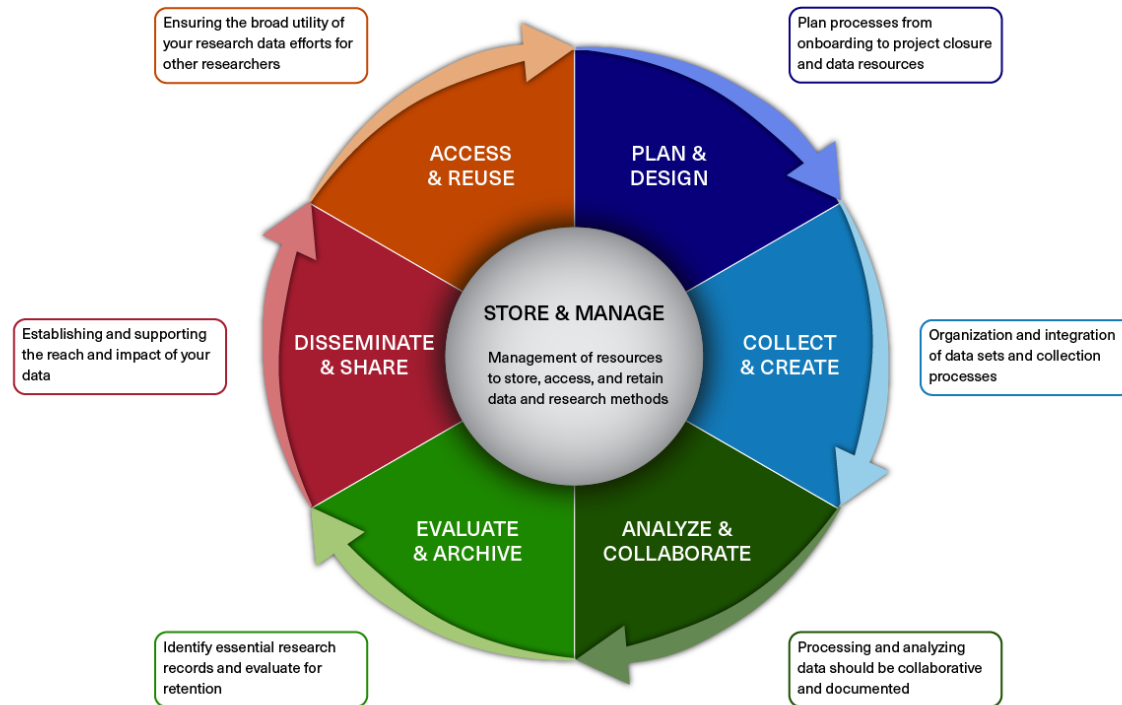 Ensuring the broad utility of
your research data efforts for
other researchers
Plan processes from
onboarding to project closure
and data resources
ACCESS
& REUSE
PLAN &
DESIGN
STORE & MANAGE
Management of resources
to store, access, and retain
data and research methods
DISSEMINATE
& SHARE
COLLECT
& CREATE
Establishing and supporting
the reach and impact of your
data
Organization and integration
of data sets and collection
processes
EVALUATE
& ARCHIVE
ANALYZE &
COLLABORATE
Identify essential research
records and evaluate for
retention
Processing and analyzing
data should be collaborative
and documented